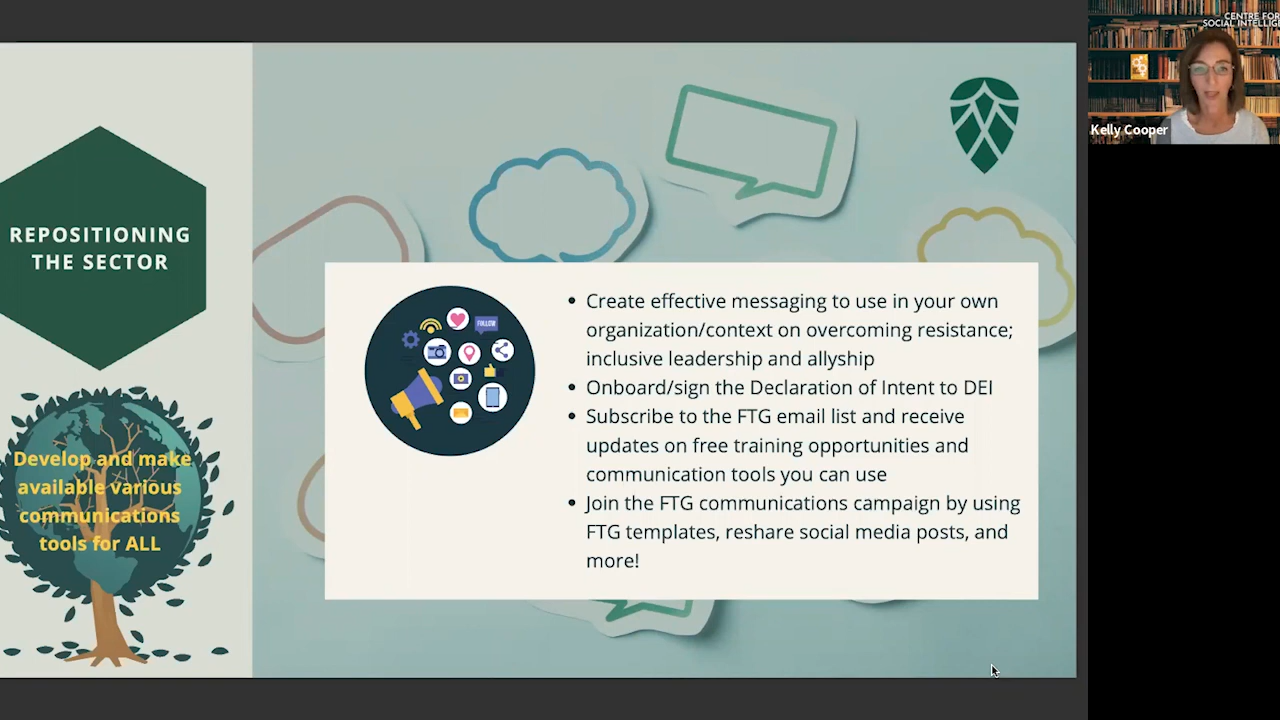 REPOSITIONING
THE SECTOR
Develop and make
available various
communications
tools for ALL
FOLLOW
Create effective messaging to use in your own
organization/context on overcoming resistance;
inclusive leadership and allyship
Onboard/sign the Declaration of Intent to DEI
Subscribe to the FTG email list and receive
updates on free training opportunities and
communication tools you can use
Join the FTG communications campaign by using
FTG templates, reshare social media posts, and
more!
CENTRE FOR
SOCIAL INTELLIGE
Kelly Cooper